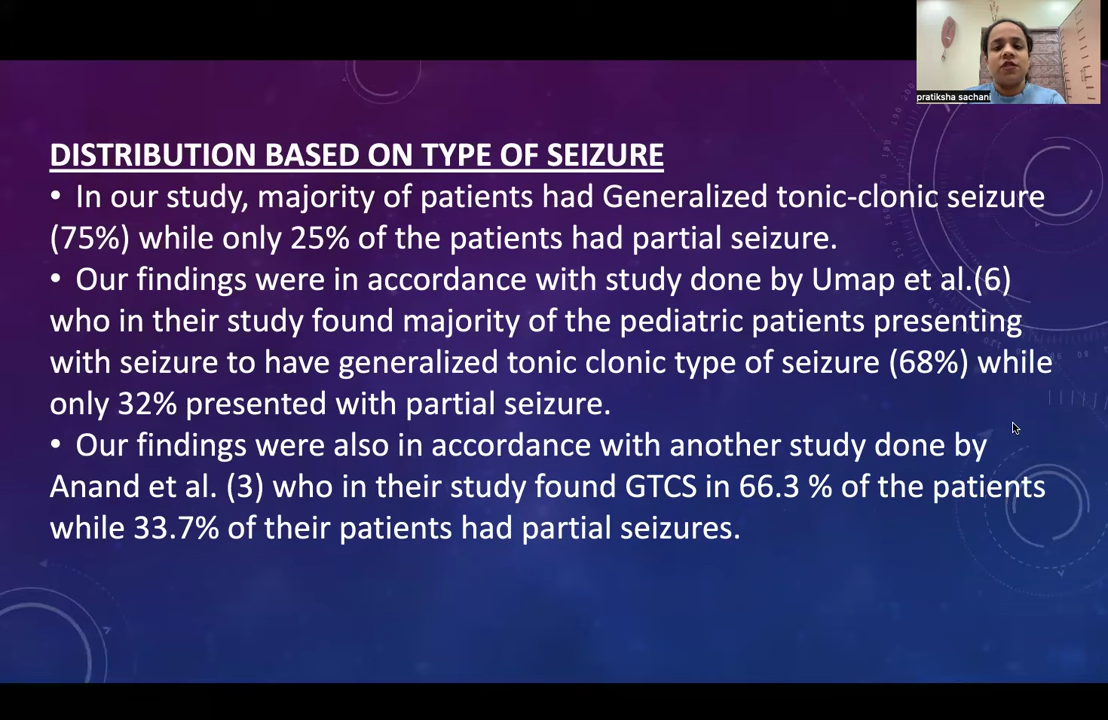 pratiksha sachani
DISTRIBUTION BASED ON TYPE OF SEIZURE
• In our study, majority of patients had Generalized tonic-clonic seizure
(75%) while only 25% of the patients had partial seizure.
• Our findings were in accordance with study done by Umap et al.(6)
who in their study found majority of the pediatric patients presenting
with seizure to have generalized tonic clonic type of seizure (68%) while
only 32% presented with partial seizure.
• Our findings were also in accordance with another study done by
Anand et al. (3) who in their study found GTCS in 66.3 % of the patients
while 33.7% of their patients had partial seizures.